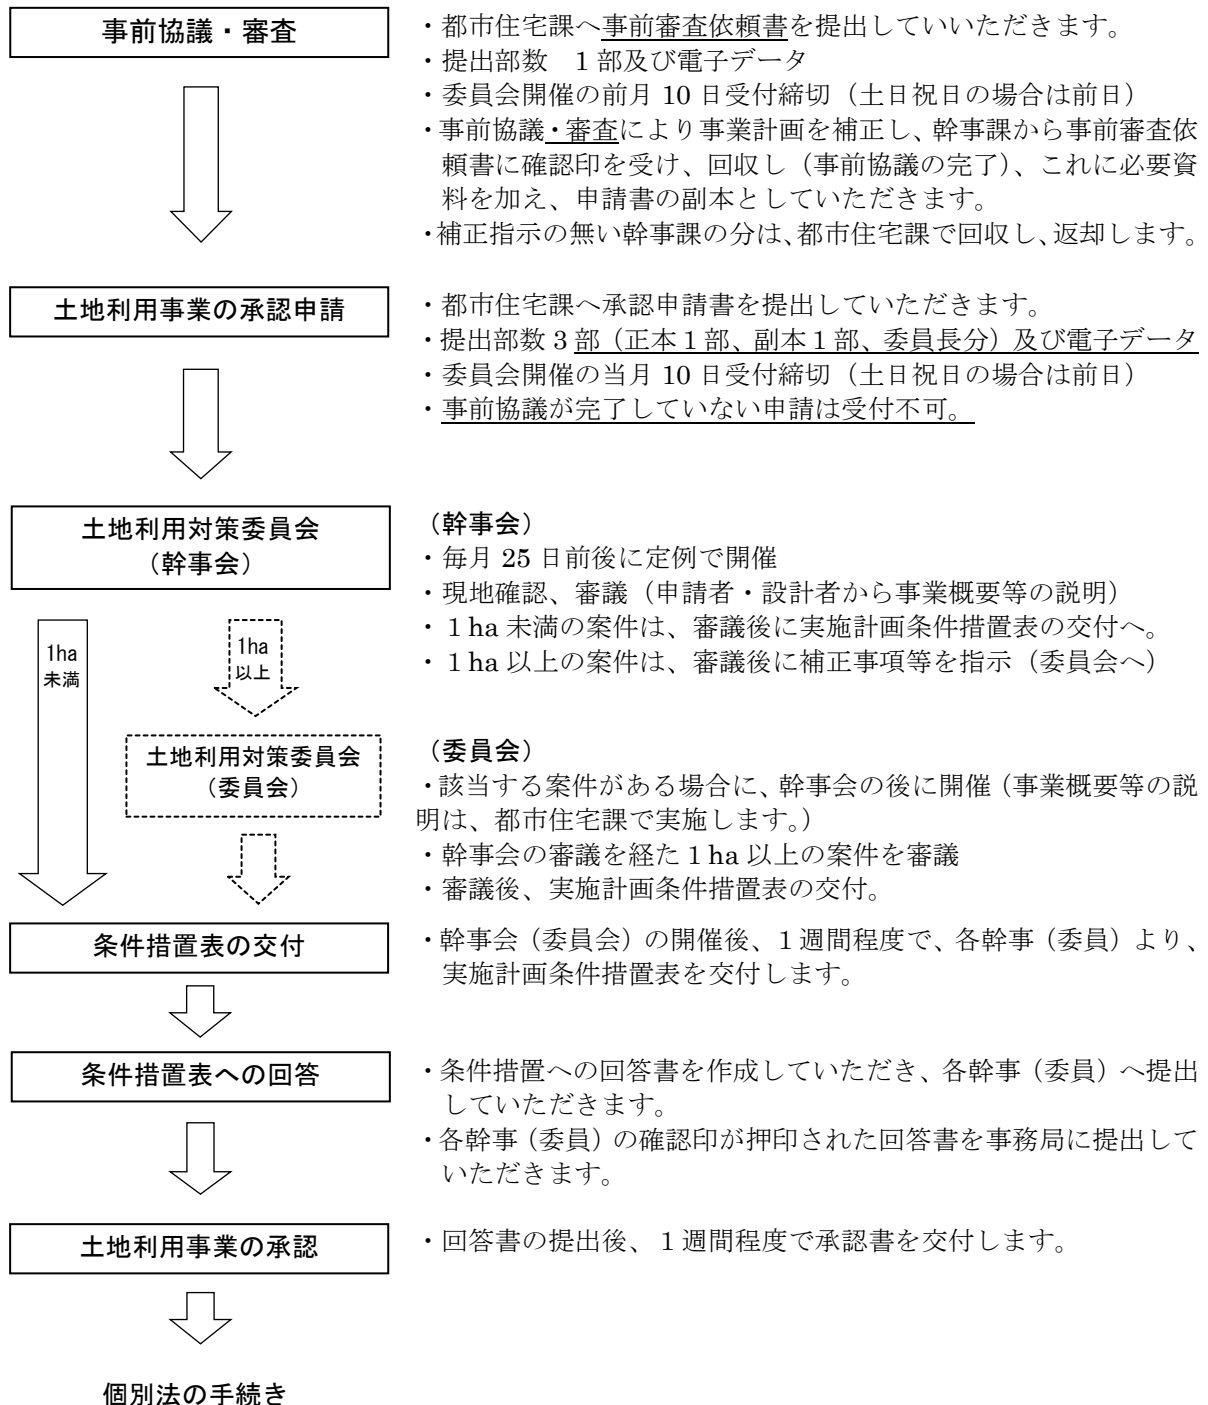 事前協議・審査
・都市住宅課へ事前審査依頼書を提出していいただきます。
・提出部数　１部及び電子データ
・委員会開催の前月 10 日受付締切（土日祝日の場合は前日）
・事前協議・審査により事業計画を補正し、幹事課から事前審査依
頼書に確認印を受け、回収し（事前協議の完了）、これに必要資
料を加え、申請書の副本としていただきます。
・補正指示の無い幹事課の分は、都市住宅課で回収し、返却します。
土地利用事業の承認申請
・都市住宅課へ承認申請書を提出していただきます。
・提出部数 3 部（正本１部、副本１部、委員長分）及び電子データ
・委員会開催の当月 10 日受付締切（土日祝日の場合は前日）
・事前協議が完了していない申請は受付不可。
土地利用対策委員会
（幹事会）
（幹事会）
・毎月 25 日前後に定例で開催
・現地確認、審議（申請者・設計者から事業概要等の説明）
・１ha 未満の案件は、審議後に実施計画条件措置表の交付へ。
・１ha 以上の案件は、審議後に補正事項等を指示（委員会へ）
1ha
未満
1ha
以上
土地利用対策委員会
（委員会）
（委員会）
・該当する案件がある場合に、幹事会の後に開催（事業概要等の説
明は、都市住宅課で実施します。）
・幹事会の審議を経た１ha 以上の案件を審議
・審議後、実施計画条件措置表の交付。
条件措置表の交付
・幹事会（委員会）の開催後、１週間程度で、各幹事（委員）より、
実施計画条件措置表を交付します。
条件措置表への回答
・条件措置への回答書を作成していただき、各幹事（委員）へ提出
していただきます。
・各幹事（委員）の確認印が押印された回答書を事務局に提出して
いただきます。
土地利用事業の承認
・回答書の提出後、１週間程度で承認書を交付します。
個別法の手続き